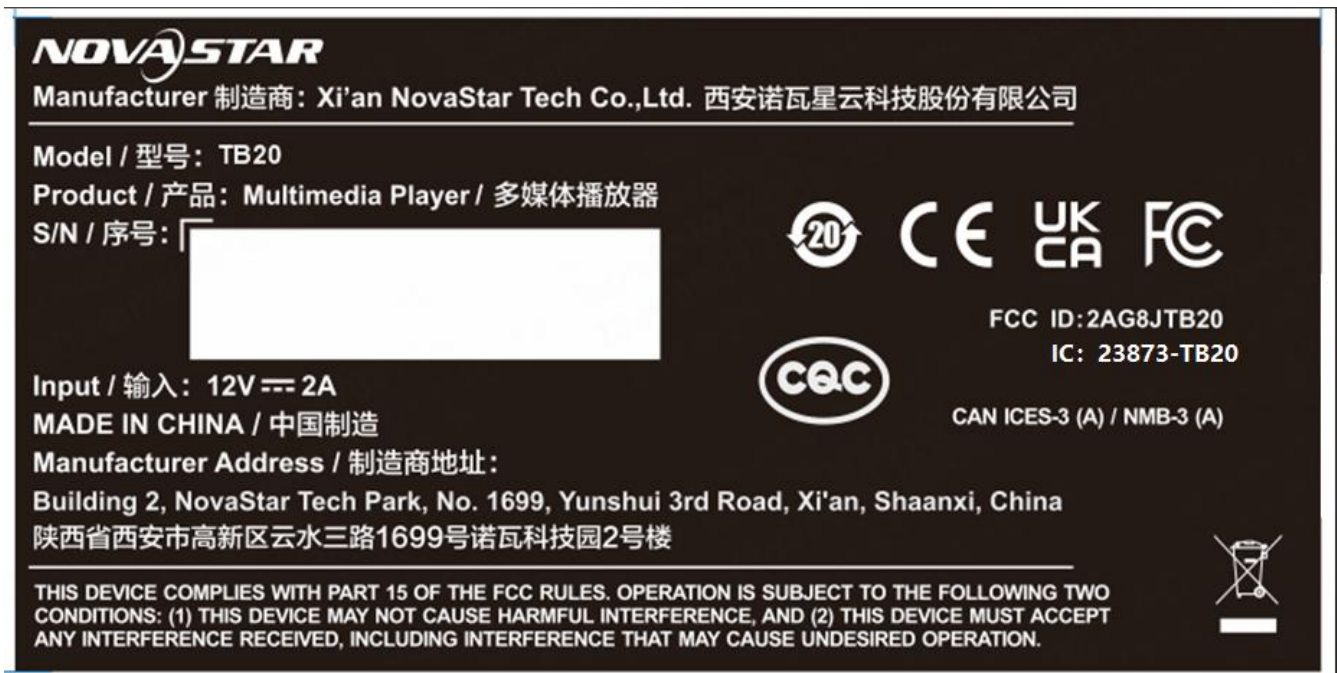 NOVASTAR
Manufacturer 制造商：Xi'an NovaStar Tech Co.,Ltd. 西安诺瓦星云科技股份有限公司
Model / 型号：TB20
Product / 产品：Multimedia Player / 多媒体播放器
S/N / 序号：
20
CE
UK
CA
FC
FCC ID:2AG8JTB20
IC: 23873-TB20
CQC
CAN ICES-3 (A) / NMB-3 (A)
Input / 输入：12V⎓2A
MADE IN CHINA / 中国制造
Manufacturer Address / 制造商地址：
Building 2, NovaStar Tech Park, No. 1699, Yunshui 3rd Road, Xi'an, Shaanxi, China
陕西省西安市高新区云水三路1699号诺瓦科技园2号楼
THIS DEVICE COMPLIES WITH PART 15 OF THE FCC RULES. OPERATION IS SUBJECT TO THE FOLLOWING TWO
CONDITIONS: (1) THIS DEVICE MAY NOT CAUSE HARMFUL INTERFERENCE, AND (2) THIS DEVICE MUST ACCEPT
ANY INTERFERENCE RECEIVED, INCLUDING INTERFERENCE THAT MAY CAUSE UNDESIRED OPERATION.